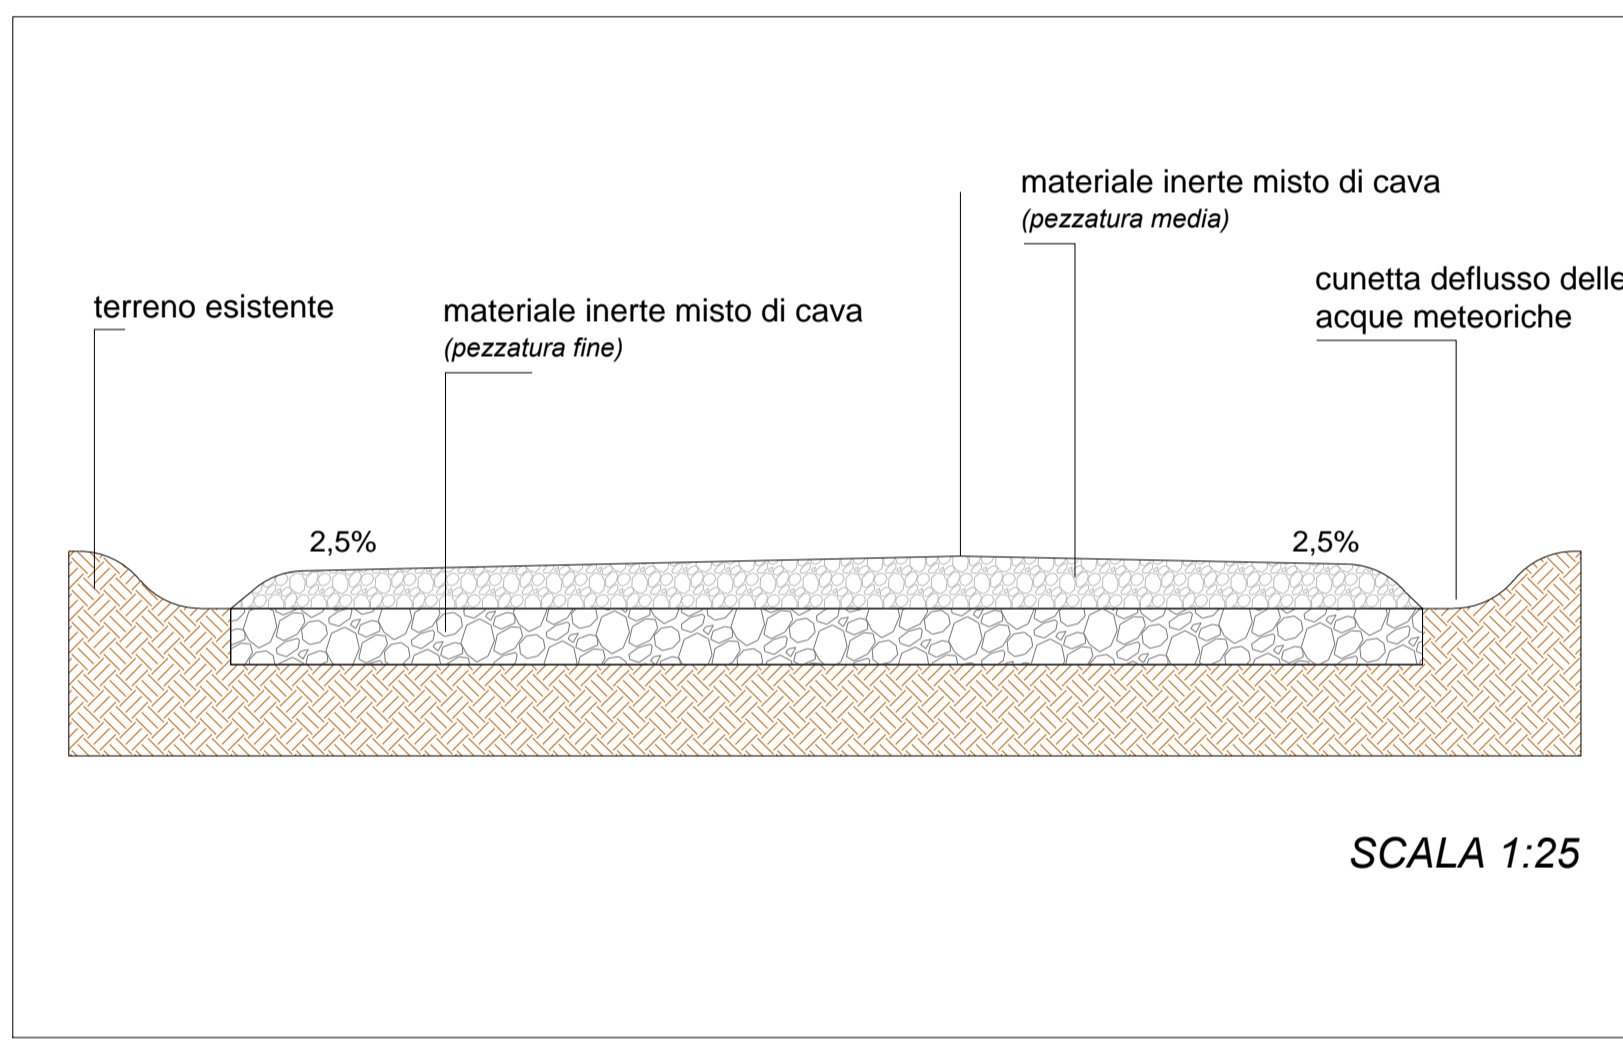 materiale inerte misto di cava
(pezzatura media)
cunetta deflusso delle
acque meteoriche
terreno esistente
materiale inerte misto di cava
(pezzatura fine)
2,5%
2,5%
SCALA 1:25